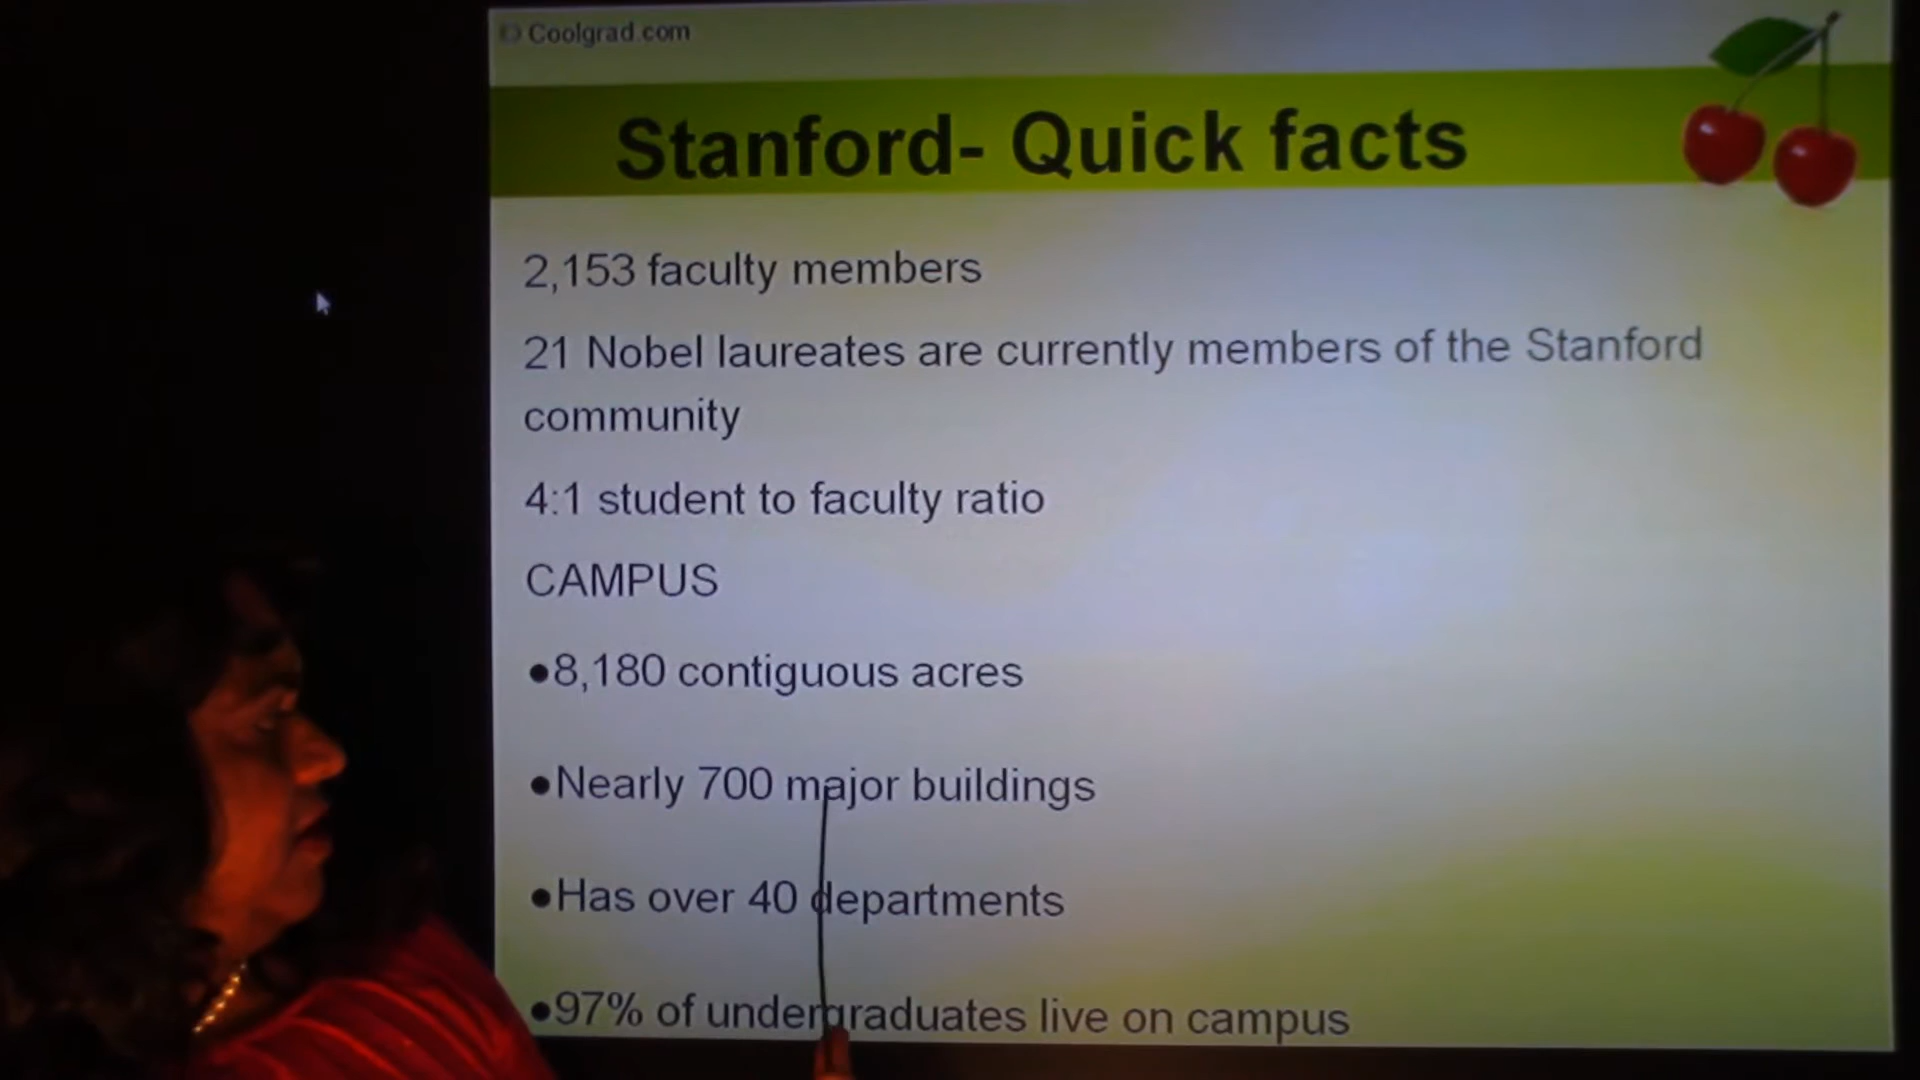 © Coolgrad.com
Stanford- Quick facts
2,153 faculty members
21 Nobel laureates are currently members of the Stanford
community
4:1 student to faculty ratio
CAMPUS
•8,180 contiguous acres
•Nearly 700 major buildings
•Has over 40 departments
•97% of undergraduates live on campus